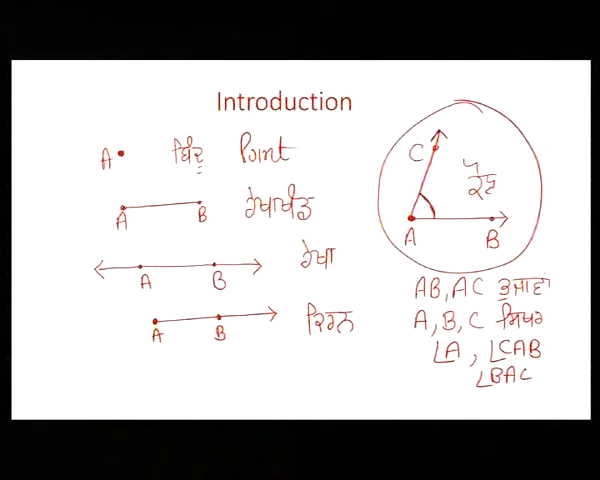 Introduction
A ਬਿੰਦੂ Point
A B ਰੇਖਾਖੰਡ
A B ਰੇਖਾ
A B ਕਿਰਨ
C
A B
AB, AC ਭੁਜਾਵਾਂ
A, B, C ਸਿਖਰ
∠A, ∠CAB
∠BAC